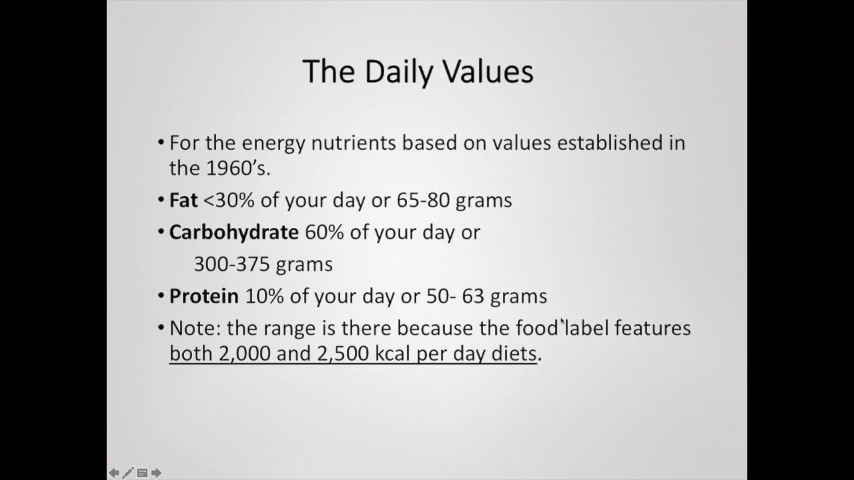 The Daily Values
• For the energy nutrients based on values established in
the 1960's.
• Fat <30% of your day or 65-80 grams
• Carbohydrate 60% of your day or
300-375 grams
• Protein 10% of your day or 50- 63 grams
• Note: the range is there because the food label features
both 2,000 and 2,500 kcal per day diets.